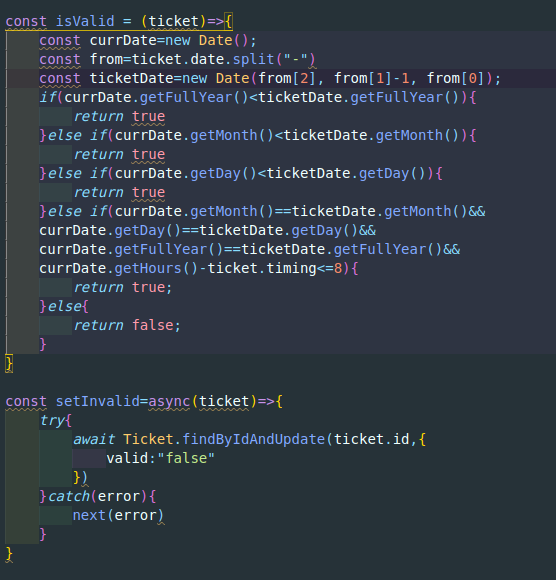 const isValid = (ticket)=>{
    const currDate=new Date();
    const from=ticket.date.split("-")
    const ticketDate=new Date(from[2], from[1]-1, from[0]);
    if(currDate.getFullYear()<ticketDate.getFullYear()){
        return true
    }else if(currDate.getMonth()<ticketDate.getMonth()){
        return true
    }else if(currDate.getDay()<ticketDate.getDay()){
        return true
    }else if(currDate.getMonth()==ticketDate.getMonth()&&
    currDate.getDay()==ticketDate.getDay()&&
    currDate.getFullYear()==ticketDate.getFullYear()&&
    currDate.getHours()-ticket.timing<=8){
        return true;
    }else{
        return false;
    }
}
const setInvalid=async(ticket)=>{
    try{
        await Ticket.findByIdAndUpdate(ticket.id,{
            valid:"false"
        })
    }catch(error){
        next(error)
    }
}